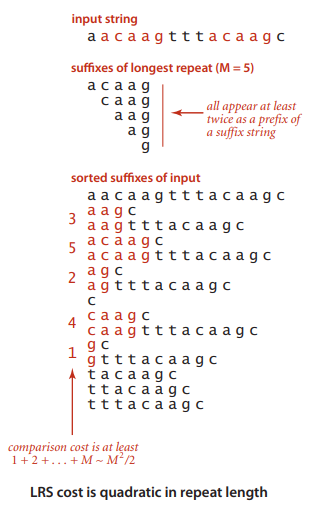 input string
a a c a a g t t t a c a a g c
suffixes of longest repeat (M = 5)
a c a a g
c a a g
a a g
a g
g
all appear at least
twice as a prefix of
a suffix string
sorted suffixes of input
a a c a a g t t t a c a a g c
a a g c
3
a a g t t t a c a a g c
a c a a g c
5
a c a a g t t t a c a a g c
a g c
2
a g t t t a c a a g c
c
c a a g c
4
c a a g t t t a c a a g c
g c
1
g t t t a c a a g c
t a c a a g c
t t a c a a g c
t t t a c a a g c
comparison cost is at least
1 + 2 + . . . + M ~ M²/2
LRS cost is quadratic in repeat length